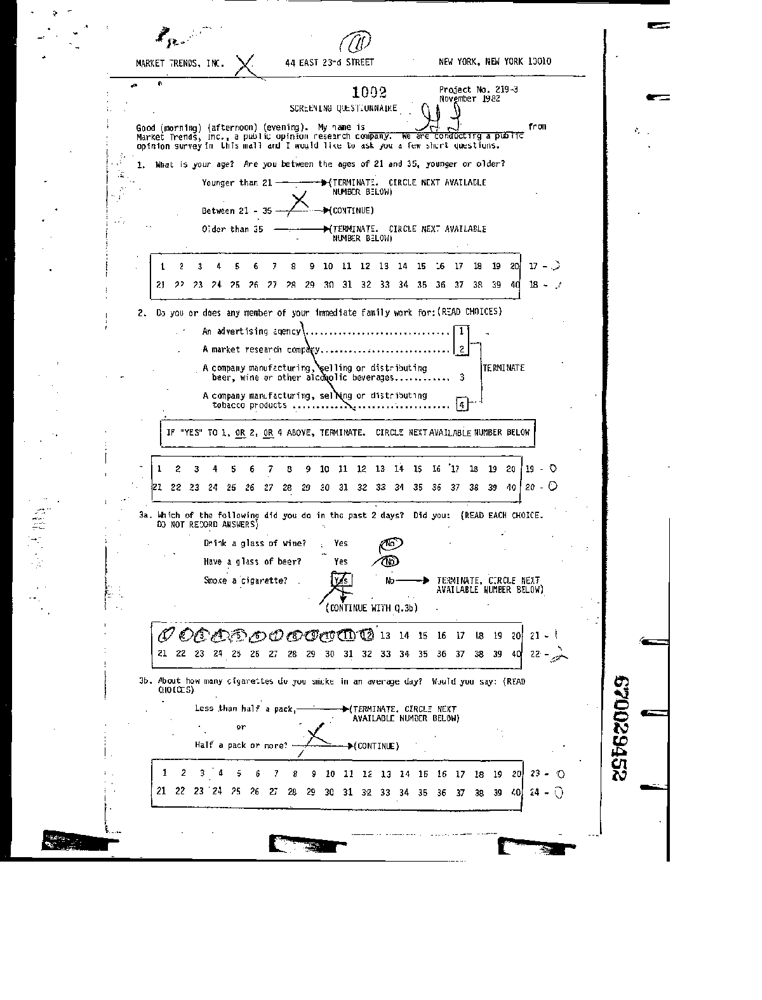 11
MARKET TRENDS, INC. X 44 EAST 23rd STREET NEW YORK, NEW YORK 10010
1002 Project No. 219-3
November 1982
SCREENING QUESTIONNAIRE
Good (morning) (afternoon) (evening). My name is from
Market Trends, Inc., a public opinion research company. We are conducting a public
opinion survey in this mall and I would like to ask you a few short questions.
1. What is your age? Are you between the ages of 21 and 35, younger or older?
Younger than 21 (TERMINATE. CIRCLE NEXT AVAILABLE
NUMBER BELOW)
Between 21 - 35 X (CONTINUE)
Older than 35 (TERMINATE. CIRCLE NEXT AVAILABLE
NUMBER BELOW)
1 2 3 4 5 6 7 8 9 10 11 12 13 14 15 16 17 18 19 20 17 -
21 22 23 24 25 26 27 28 29 30 31 32 33 34 35 36 37 38 39 40 18 -
2. Do you or does any member of your immediate family work for: (READ CHOICES)
An advertising agency............................. 1
A market research company......................... 2
A company manufacturing, selling or distributing TERMINATE
beer, wine or other alcoholic beverages........... 3
A company manufacturing, selling or distributing
tobacco products ................................. 4
IF "YES" TO 1, OR 2, OR 4 ABOVE, TERMINATE. CIRCLE NEXT AVAILABLE NUMBER BELOW
1 2 3 4 5 6 7 8 9 10 11 12 13 14 15 16 17 18 19 20 19 - 0
21 22 23 24 25 26 27 28 29 30 31 32 33 34 35 36 37 38 39 40 20 - 0
3a. Which of the following did you do in the past 2 days? Did you: (READ EACH CHOICE.
DO NOT RECORD ANSWERS)
Drink a glass of wine? Yes No
Have a glass of beer? Yes No
Smoke a cigarette? Yes No TERMINATE, CIRCLE NEXT
AVAILABLE NUMBER BELOW)
(CONTINUE WITH Q.3b)
1 2 3 4 5 6 7 8 9 10 11 12 13 14 15 16 17 18 19 20 21 - 1
21 22 23 24 25 26 27 28 29 30 31 32 33 34 35 36 37 38 39 40 22 - 2
3b. About how many cigarettes do you smoke in an average day? Would you say: (READ
CHOICES)
Less than half a pack, (TERMINATE, CIRCLE NEXT
AVAILABLE NUMBER BELOW)
or
Half a pack or more? X (CONTINUE)
1 2 3 4 5 6 7 8 9 10 11 12 13 14 15 16 17 18 19 20 23 - 0
21 22 23 24 25 26 27 28 29 30 31 32 33 34 35 36 37 38 39 40 24 - 0
670029452